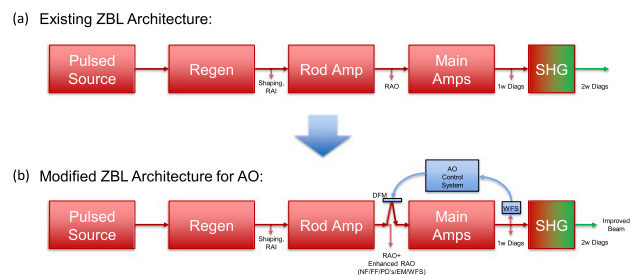 (a) Existing ZBL Architecture:
Pulsed
Source
Regen
Shaping,
RAI
Rod Amp
RAO
Main
Amps
1w Diags
SHG
2w Diags
(b) Modified ZBL Architecture for AO:
AO
Control
System
DFM
WFS
Pulsed
Source
Regen
Shaping,
RAI
Rod Amp
RAO+
Enhanced RAO
(NF/FF/PD's/EM/WFS)
Main
Amps
1w Diags
SHG
Improved
Beam
2w Diags